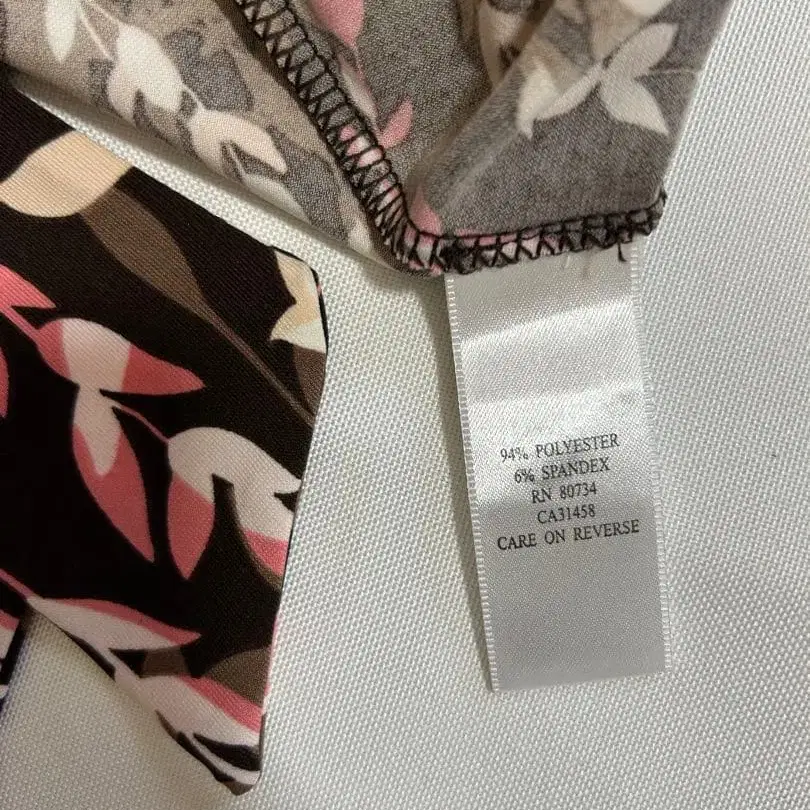 94% POLYESTER
6% SPANDEX
RN 80734
CA31458
CARE ON REVERSE